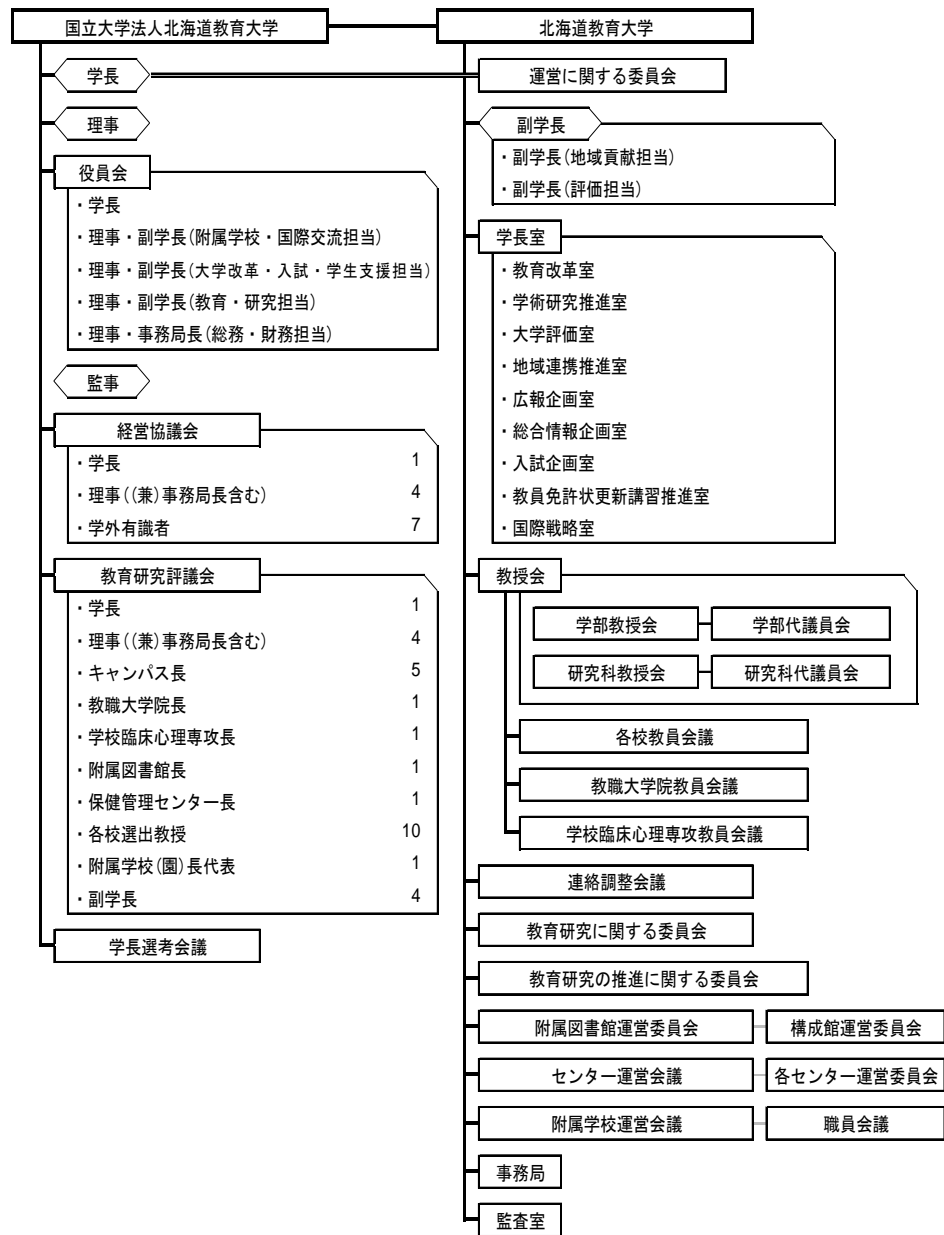 国立大学法人北海道教育大学
学長
理事
役員会
・学長
・理事・副学長(附属学校・国際交流担当)
・理事・副学長(大学改革・入試・学生支援担当)
・理事・副学長(教育・研究担当)
・理事・事務局長(総務・財務担当)
監事
経営協議会
・学長 1
・理事((兼)事務局長含む) 4
・学外有識者 7
教育研究評議会
・学長 1
・理事((兼)事務局長含む) 4
・キャンパス長 5
・教職大学院長 1
・学校臨床心理専攻長 1
・附属図書館長 1
・保健管理センター長 1
・各校選出教授 10
・附属学校(園)長代表 1
・副学長 4
学長選考会議
北海道教育大学
運営に関する委員会
副学長
・副学長(地域貢献担当)
・副学長(評価担当)
学長室
・教育改革室
・学術研究推進室
・大学評価室
・地域連携推進室
・広報企画室
・総合情報企画室
・入試企画室
・教員免許状更新講習推進室
・国際戦略室
教授会
学部教授会 学部代議員会
研究科教授会 研究科代議員会
各校教員会議
教職大学院教員会議
学校臨床心理専攻教員会議
連絡調整会議
教育研究に関する委員会
教育研究の推進に関する委員会
附属図書館運営委員会 構成館運営委員会
センター運営会議 各センター運営委員会
附属学校運営会議 職員会議
事務局
監査室